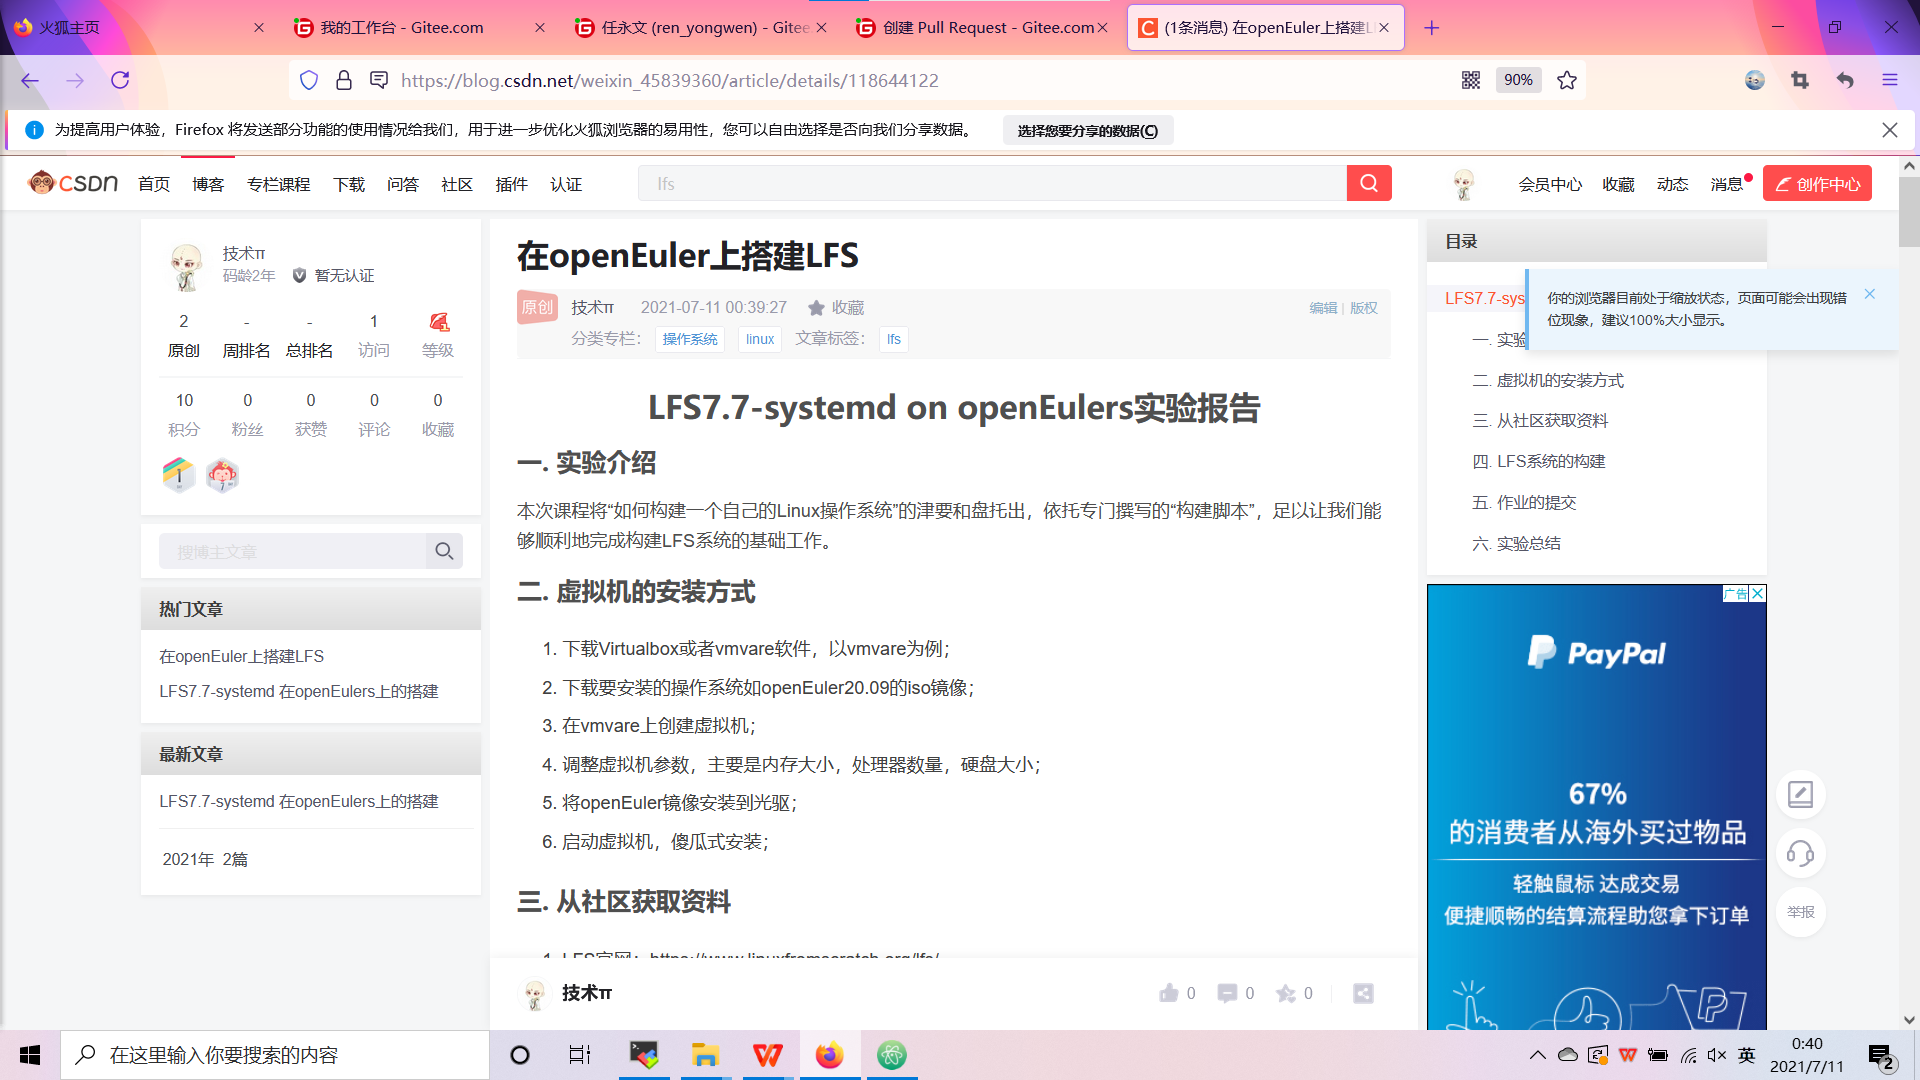 火狐主页
我的工作台 - Gitee.com
任永文 (ren_yongwen) - Gitee
创建 Pull Request - Gitee.com
(1条消息) 在openEuler上搭建L
https://blog.csdn.net/weixin_45839360/article/details/118644122
90%
为提高用户体验，Firefox 将发送部分功能的使用情况给我们，用于进一步优化火狐浏览器的易用性，您可以自由选择是否向我们分享数据。
选择您要分享的数据(C)
CSDN 首页 博客 专栏课程 下载 问答 社区 插件 认证
lfs
会员中心 收藏 动态 消息 创作中心
技术π
码龄2年 暂无认证
2 - - 1
原创 周排名 总排名 访问 等级
10 0 0 0 0
积分 粉丝 获赞 评论 收藏
搜博主文章
热门文章
在openEuler上搭建LFS
LFS7.7-systemd 在openEulers上的搭建
最新文章
LFS7.7-systemd 在openEulers上的搭建
2021年 2篇
在openEuler上搭建LFS
原创 技术π 2021-07-11 00:39:27 收藏 编辑 | 版权
分类专栏： 操作系统 linux 文章标签： lfs
LFS7.7-systemd on openEulers实验报告
一. 实验介绍
本次课程将“如何构建一个自己的Linux操作系统”的津要和盘托出，依托专门撰写的“构建脚本”，足以让我们能
够顺利地完成构建LFS系统的基础工作。
二. 虚拟机的安装方式
1. 下载Virtualbox或者vmvare软件，以vmvare为例；
2. 下载要安装的操作系统如openEuler20.09的iso镜像；
3. 在vmvare上创建虚拟机；
4. 调整虚拟机参数，主要是内存大小，处理器数量，硬盘大小；
5. 将openEuler镜像安装到光驱；
6. 启动虚拟机，傻瓜式安装；
三. 从社区获取资料
1. LFS官网：https://www.linuxfromscratch.org/lfs/
技术π
0 0 0
目录
LFS7.7-sys
你的浏览器目前处于缩放状态，页面可能会出现错
位现象，建议100%大小显示。
一. 实验
二. 虚拟机的安装方式
三. 从社区获取资料
四. LFS系统的构建
五. 作业的提交
六. 实验总结
广告
PayPal
67%
的消费者从海外买过物品
轻触鼠标 达成交易
便捷顺畅的结算流程助您拿下订单
举报
在这里输入你要搜索的内容
英
0:40
2021/7/11
2